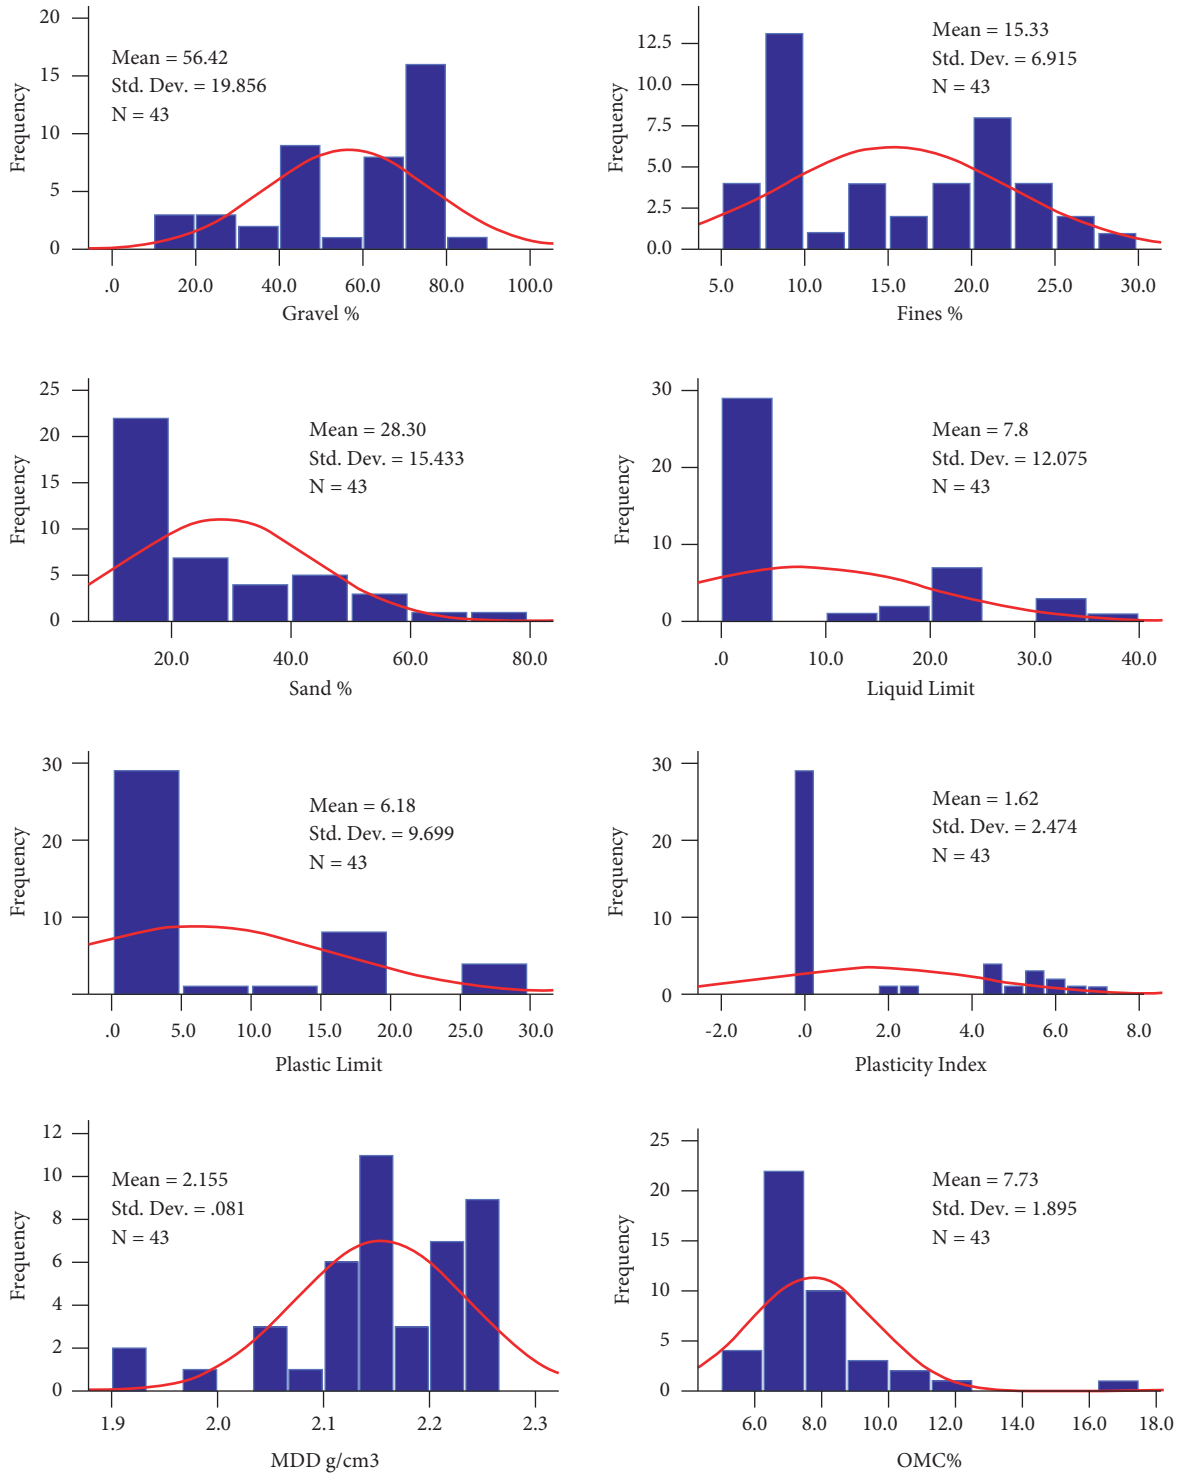 20
15
10
5
0
Frequency
Mean = 56.42
Std. Dev. = 19.856
N = 43
.0 20.0 40.0 60.0 80.0 100.0
Gravel %
12.5
10.0
7.5
5.0
2.5
0.0
Frequency
Mean = 15.33
Std. Dev. = 6.915
N = 43
5.0 10.0 15.0 20.0 25.0 30.0
Fines %
25
20
15
10
5
0
Frequency
Mean = 28.30
Std. Dev. = 15.433
N = 43
20.0 40.0 60.0 80.0
Sand %
30
20
10
0
Frequency
Mean = 7.8
Std. Dev. = 12.075
N = 43
.0 10.0 20.0 30.0 40.0
Liquid Limit
30
20
10
Frequency
Mean = 6.18
Std. Dev. = 9.699
N = 43
.0 5.0 10.0 15.0 20.0 25.0 30.0
Plastic Limit
30
20
10
0
Frequency
Mean = 1.62
Std. Dev. = 2.474
N = 43
-2.0 .0 2.0 4.0 6.0 8.0
Plasticity Index
12
10
8
6
4
2
0
Frequency
Mean = 2.155
Std. Dev. = .081
N = 43
1.9 2.0 2.1 2.2 2.3
MDD g/cm3
25
20
15
10
5
0
Frequency
Mean = 7.73
Std. Dev. = 1.895
N = 43
6.0 8.0 10.0 12.0 14.0 16.0 18.0
OMC%